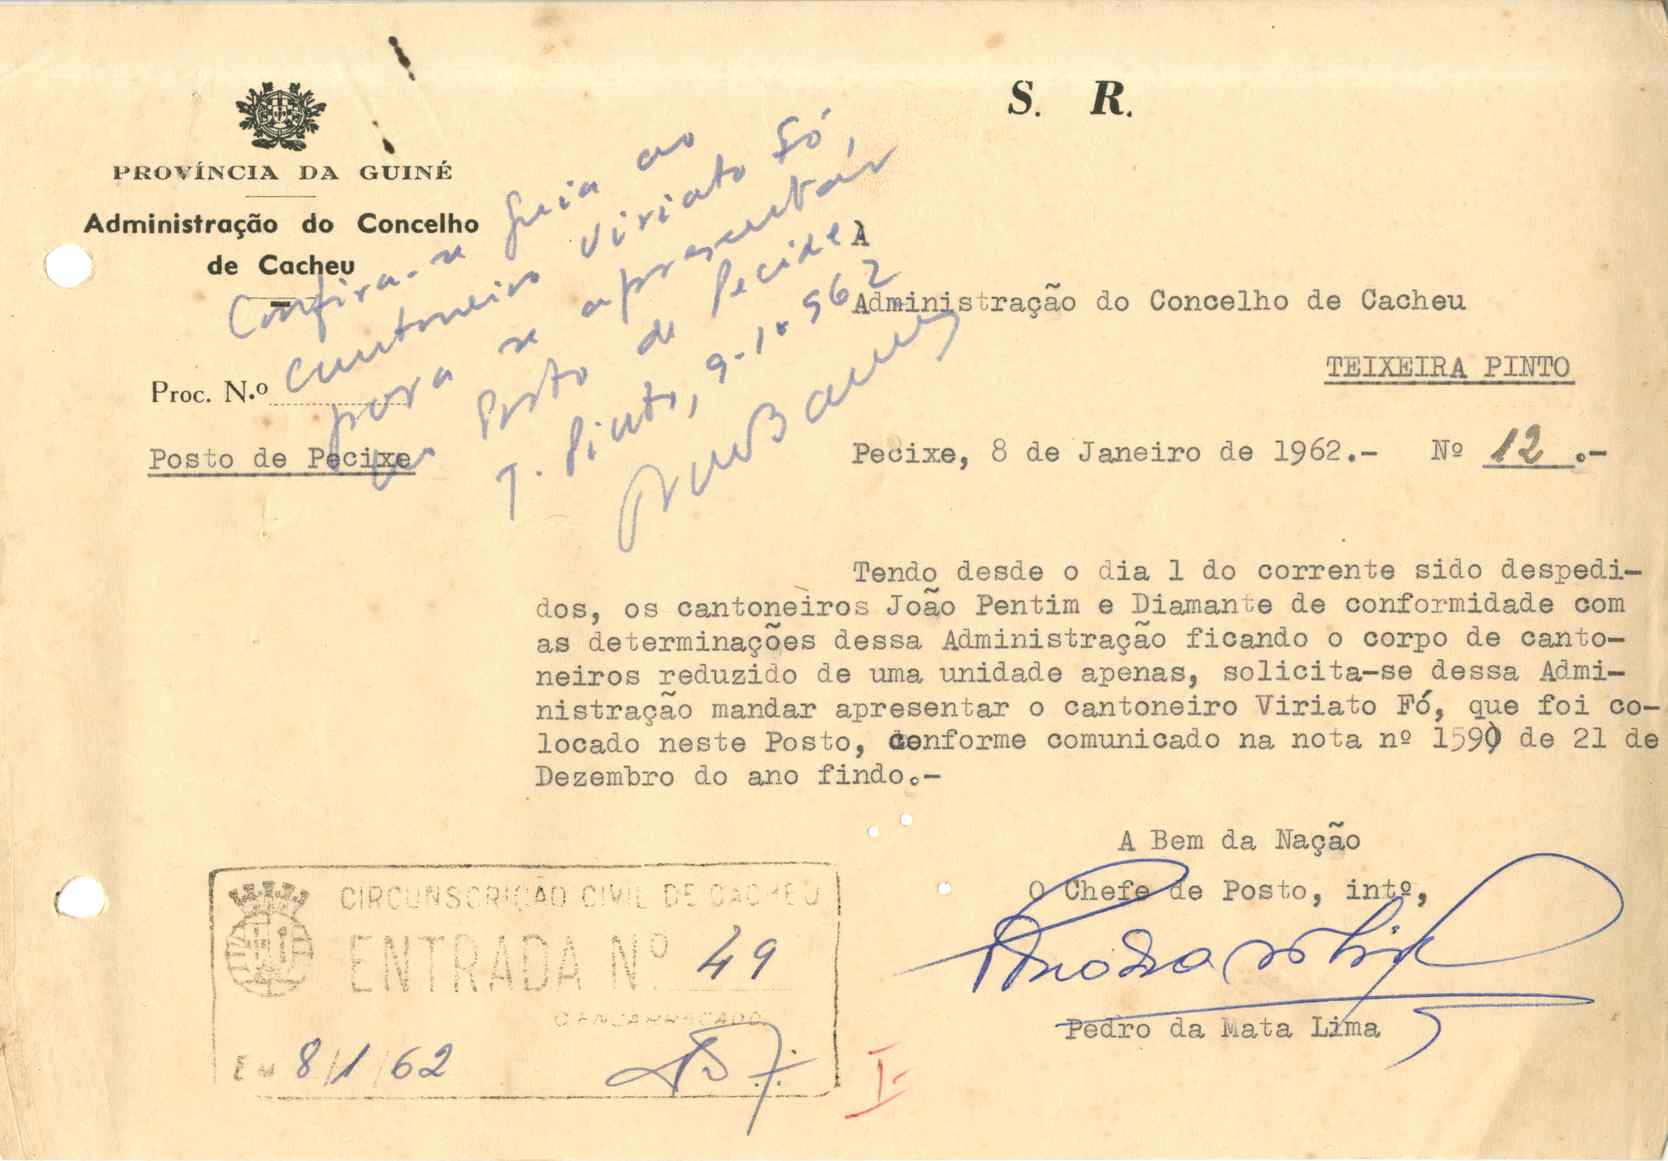 S. R.
PROVÍNCIA DA GUINÉ
Administração do Concelho
de Cacheu
Proc. N.º
Posto de Pecixe
Confira-se guia ao
cantoneiro Viriato Fó,
para se apresentar
no Posto de Pecixe
T. Pinto, 9-1-962
À
Administração do Concelho de Cacheu
TEIXEIRA PINTO
Pecixe, 8 de Janeiro de 1962.- Nº 12.-
Tendo desde o dia 1 do corrente sido despedi-
dos, os cantoneiros João Pentim e Diamante de conformidade com
as determinações dessa Administração ficando o corpo de canto-
neiros reduzido de uma unidade apenas, solicita-se dessa Admi-
nistração mandar apresentar o cantoneiro Viriato Fó, que foi co-
locado neste Posto, conforme comunicado na nota nº 1590 de 21 de
Dezembro do ano findo.-
A Bem da Nação
O Chefe de Posto, intº,
Pedro da Mata Lima
CIRCUNSCRIÇÃO CIVIL DE CACHEU
ENTRADA N.º 49
O ENCARREGADO
EM 8/1/62
I-